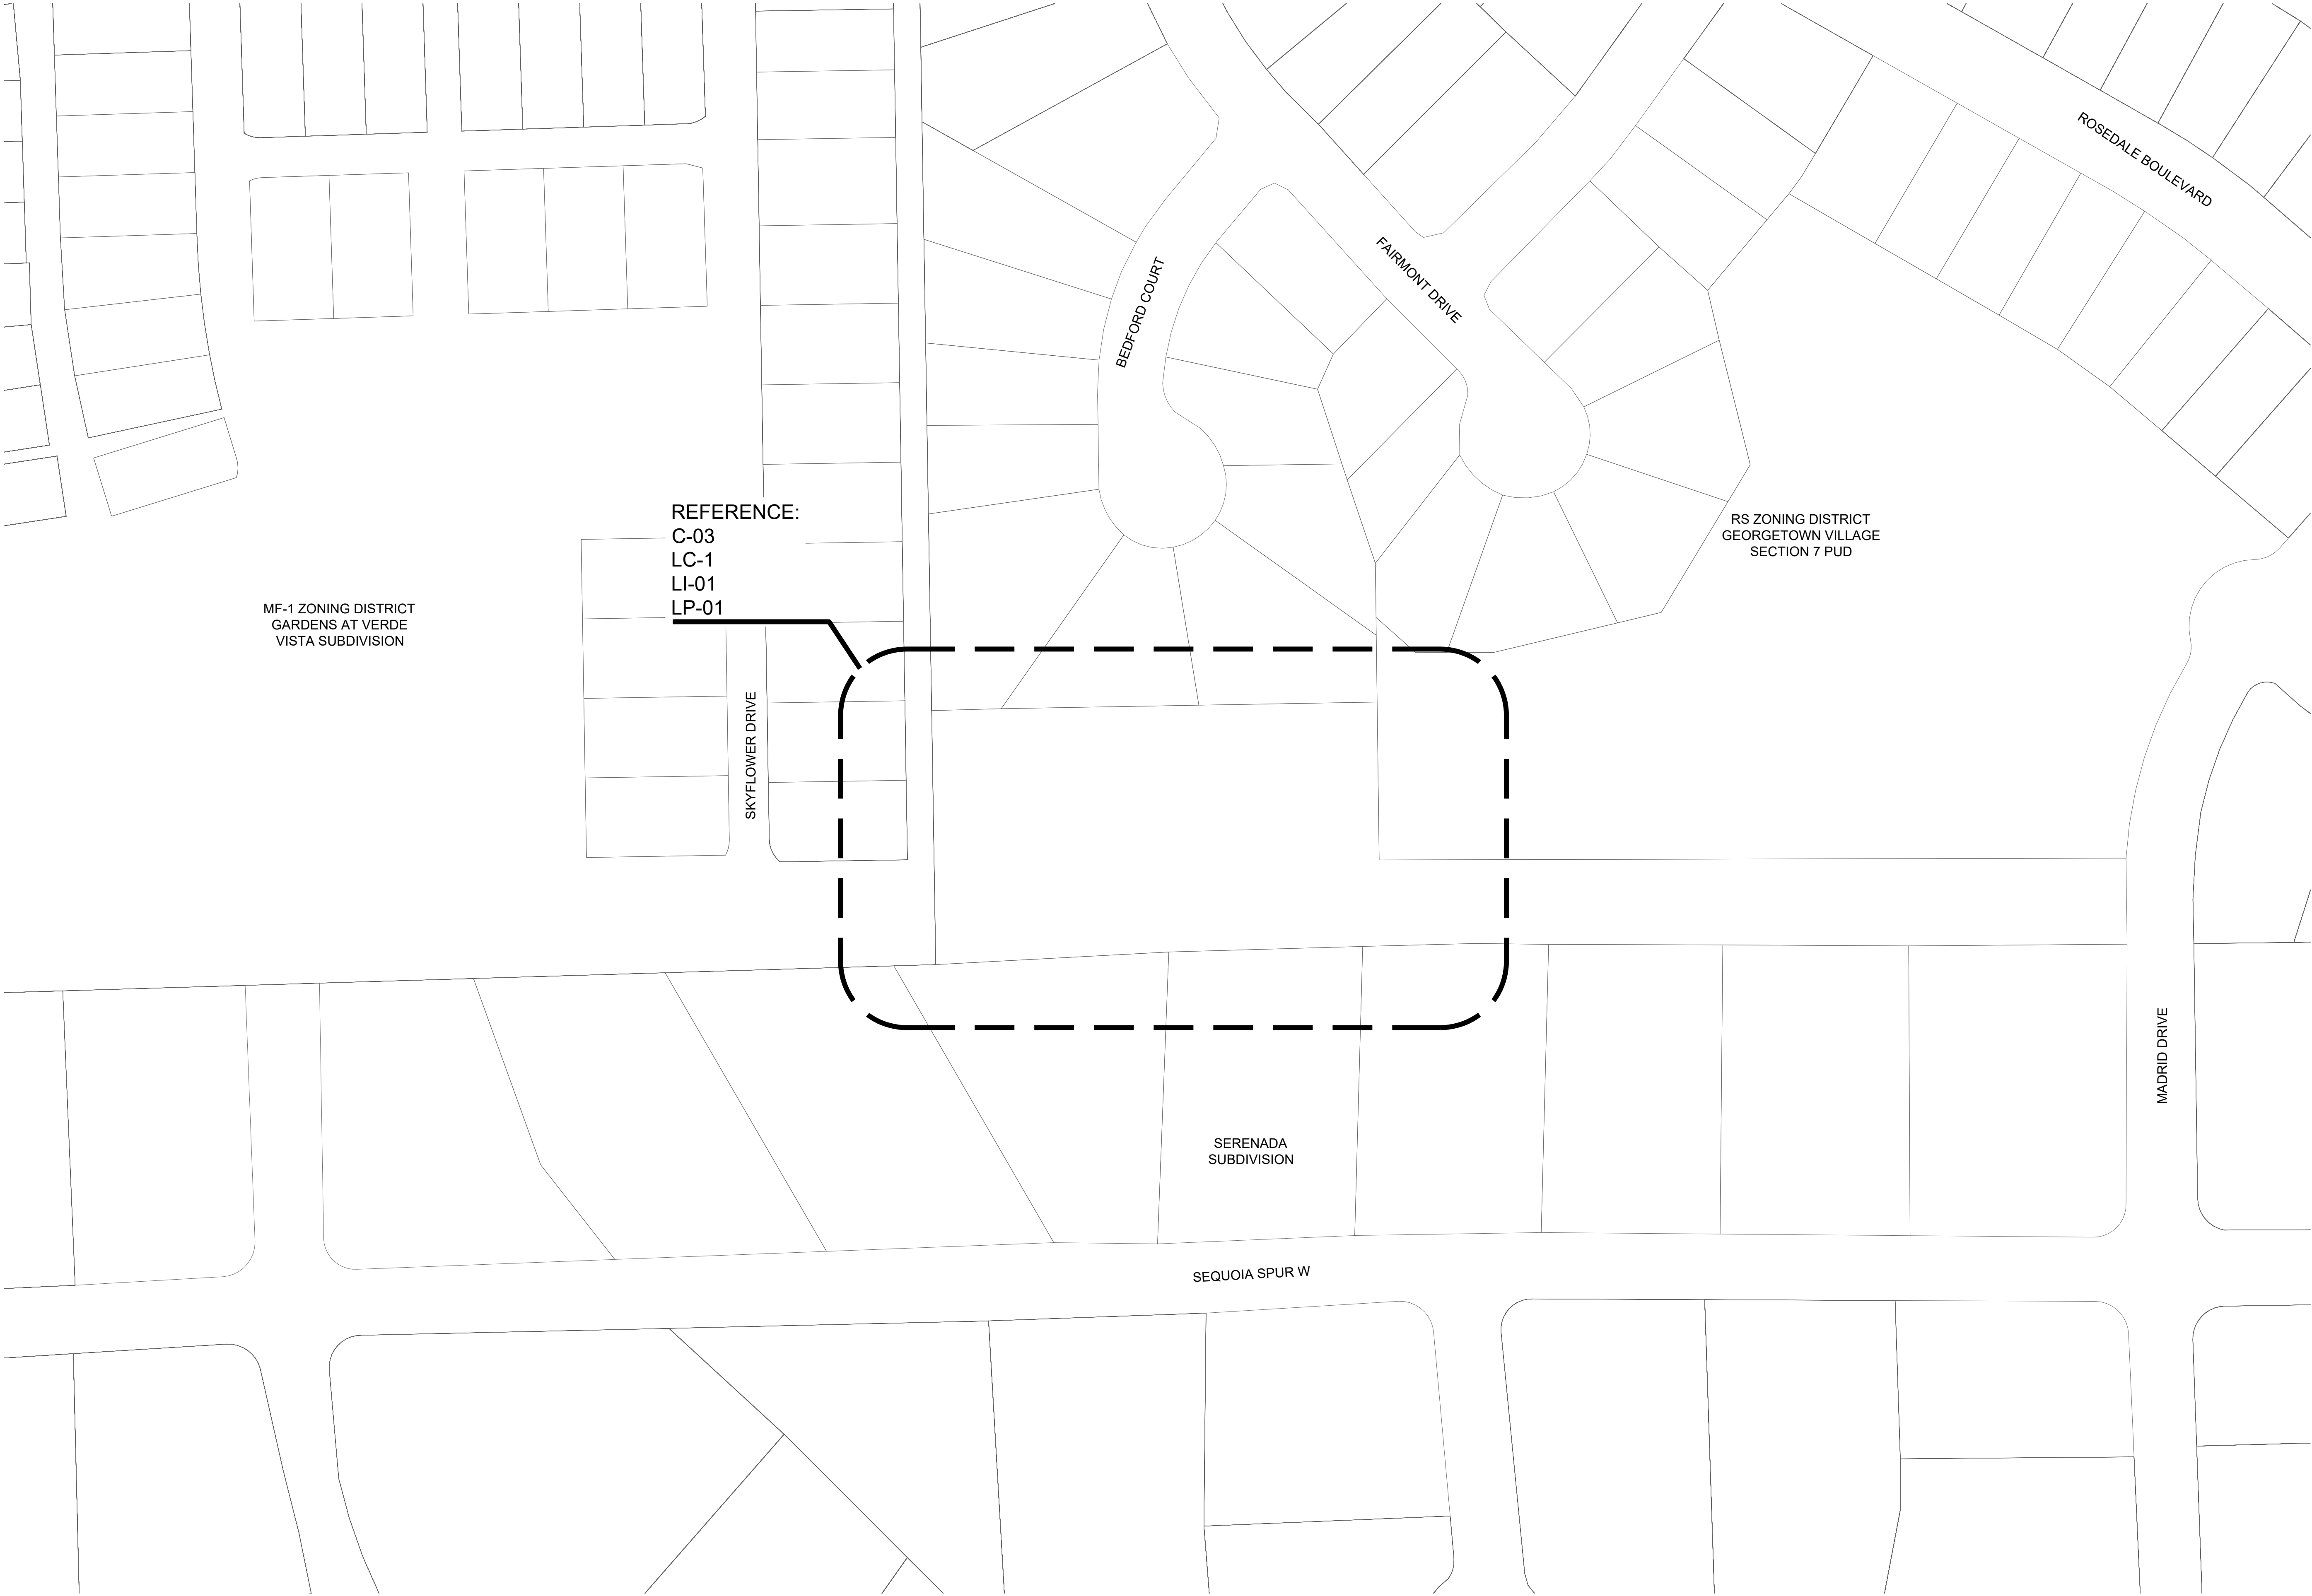 ROSEDALE BOULEVARD
FAIRMONT DRIVE
BEDFORD COURT
REFERENCE:
C-03
LC-1
LI-01
LP-01
RS ZONING DISTRICT
GEORGETOWN VILLAGE
SECTION 7 PUD
MF-1 ZONING DISTRICT
GARDENS AT VERDE
VISTA SUBDIVISION
SKYFLOWER DRIVE
MADRID DRIVE
SERENADA
SUBDIVISION
SEQUOIA SPUR W